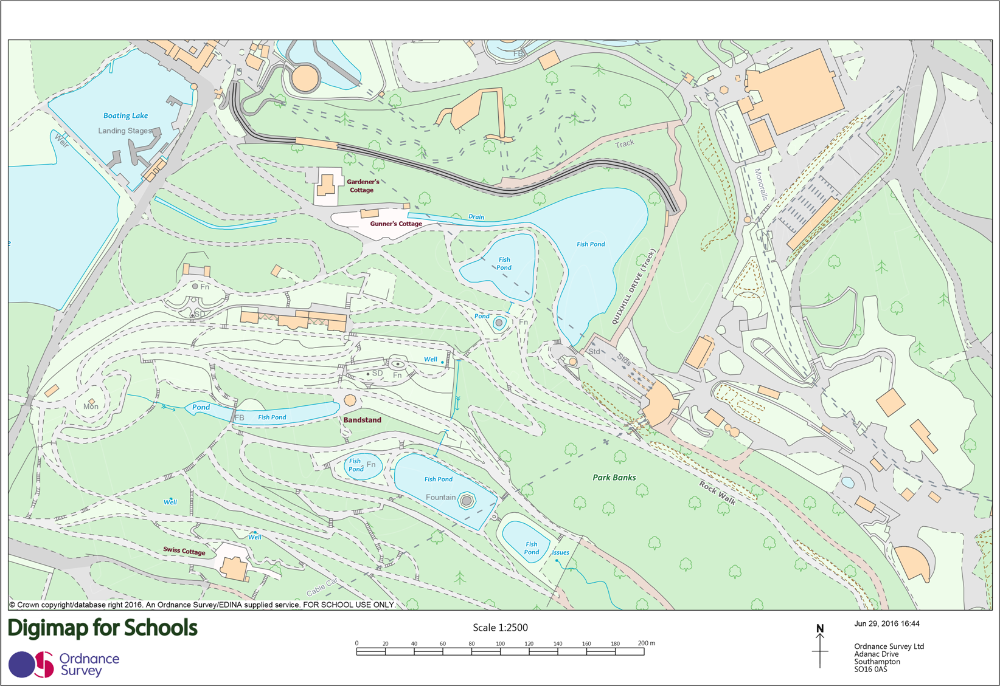 FB
Boating Lake
Landing Stages
Weir
Track
Gardener's
Cottage
Monorails
Drain
Gunner's Cottage
e
Fish Pond
Fish
Pond
QUIXHILL DRIVE (Track)
Fn
SD
Pond
Fn
Std
Stds
Well
SD
Fn
Mon
Pond
FB
Fish Pond
Bandstand
Fish
Pond
Fn
Fish Pond
Park Banks
Rock Walk
Fountain
Well
Well
Swiss Cottage
Fish
Pond
Issues
Cable Car
© Crown copyright/database right 2016. An Ordnance Survey/EDINA supplied service. FOR SCHOOL USE ONLY.
Digimap for Schools
Ordnance
Survey
Scale 1:2500
0 20 40 60 80 100 120 140 160 180 200 m
N
Jun 29, 2016 16:44
Ordnance Survey Ltd
Adanac Drive
Southampton
SO16 0AS